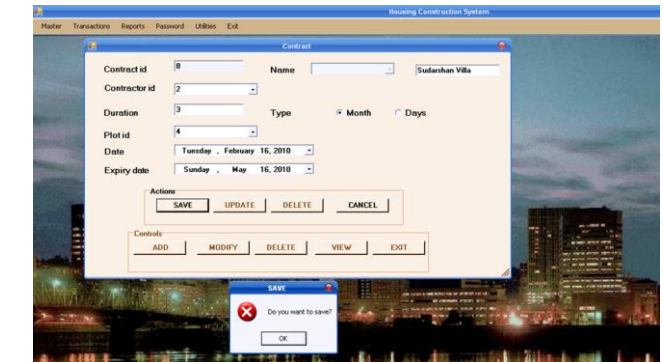 Housing Construction System
Master Transactions Reports Password Utilities Exit
Contract
Contract id 8 Name Sudarshan Villa
Contractor id 2
Duration 3 Type Month Days
Plot id 4
Date Tuesday , February 16, 2010
Expiry date Sunday , May 16, 2010
Actions
SAVE UPDATE DELETE CANCEL
Controls
ADD MODIFY DELETE VIEW EXIT
SAVE
Do you want to save?
OK